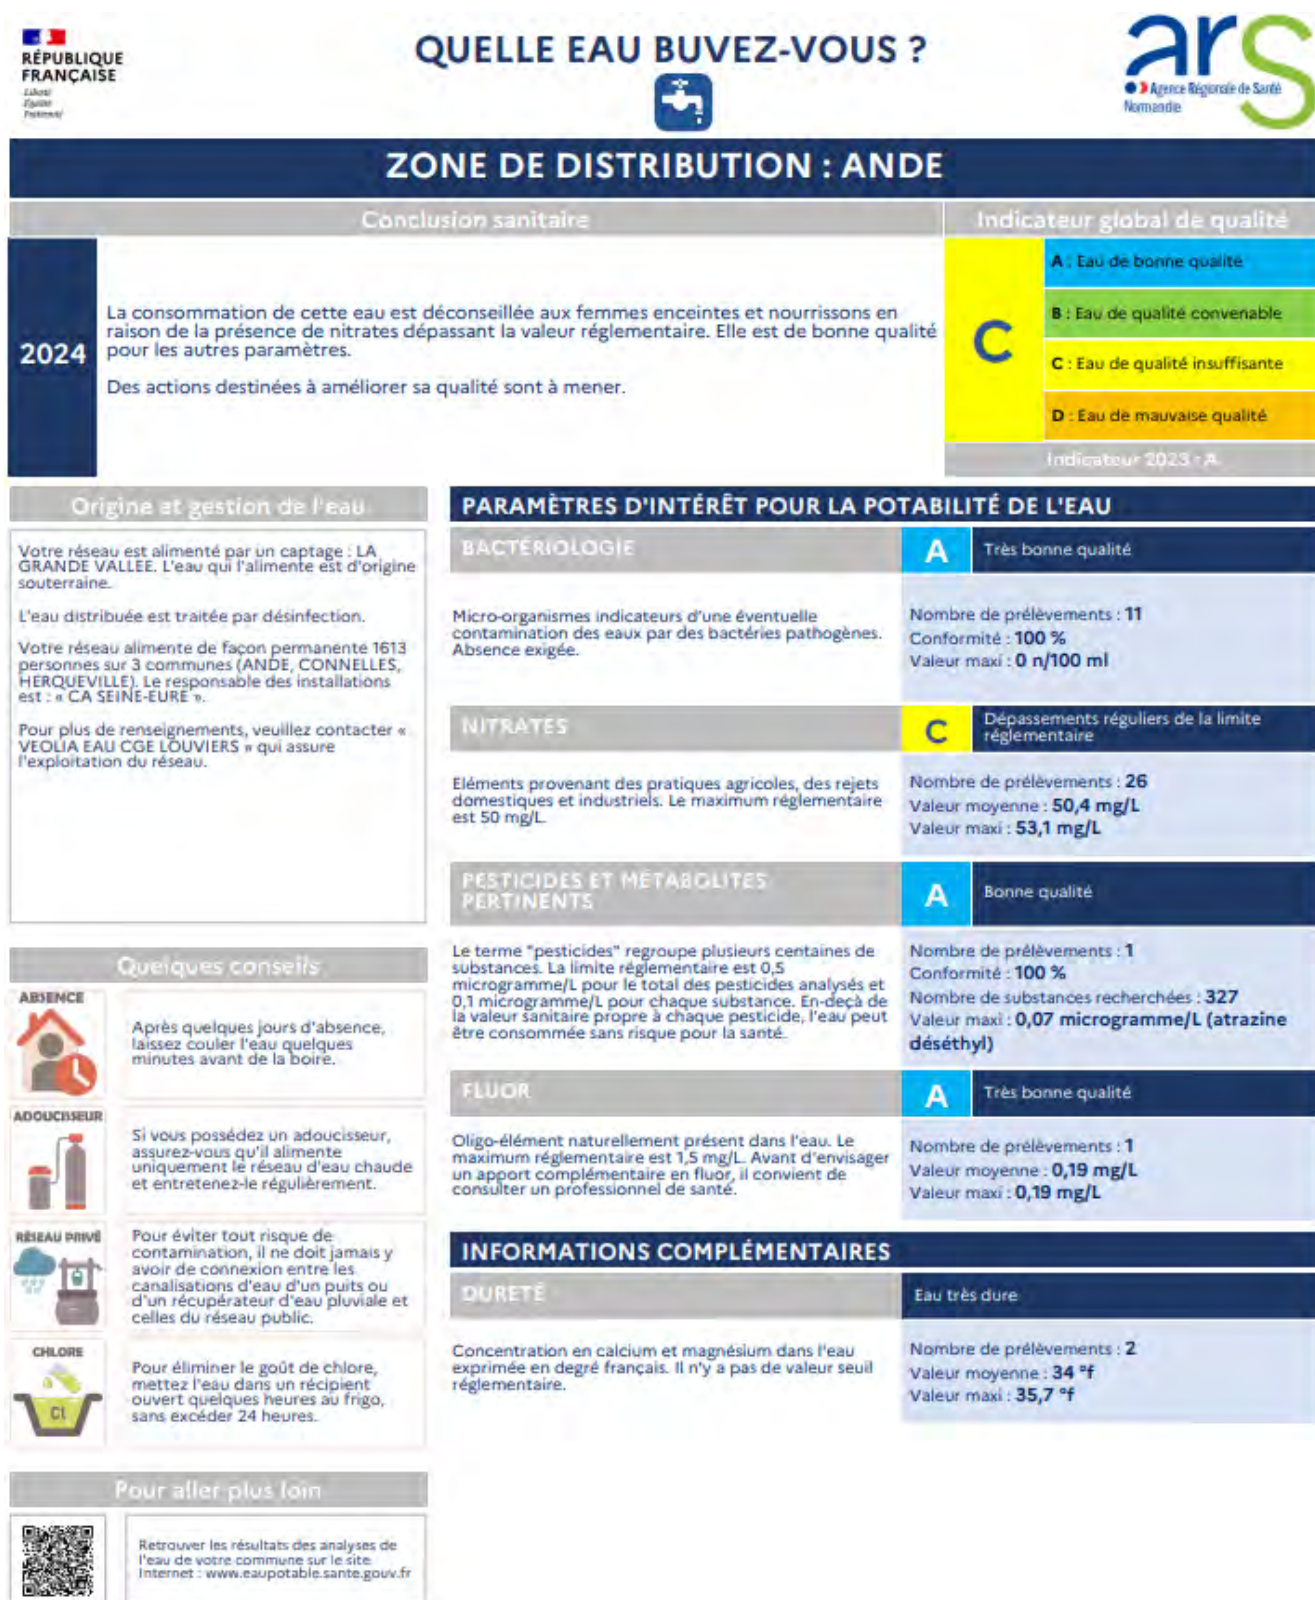 RÉPUBLIQUE
FRANÇAISE
Liberté
Égalité
Fraternité
QUELLE EAU BUVEZ-VOUS ?
ars
Agence Régionale de Santé
Normandie
ZONE DE DISTRIBUTION : ANDE
Conclusion sanitaire
Indicateur global de qualité
2024
La consommation de cette eau est déconseillée aux femmes enceintes et nourrissons en
raison de la présence de nitrates dépassant la valeur réglementaire. Elle est de bonne qualité
pour les autres paramètres.
Des actions destinées à améliorer sa qualité sont à mener.
C
A : Eau de bonne qualité
B : Eau de qualité convenable
C : Eau de qualité insuffisante
D : Eau de mauvaise qualité
Indicateur 2023 : A
Origine et gestion de l'eau
Votre réseau est alimenté par un captage : LA
GRANDE VALLEE. L'eau qui l'alimente est d'origine
souterraine.
L'eau distribuée est traitée par désinfection.
Votre réseau alimente de façon permanente 1613
personnes sur 3 communes (ANDE, CONNELLES,
HERQUEVILLE). Le responsable des installations
est : « CA SEINE-EURE ».
Pour plus de renseignements, veuillez contacter «
VEOLIA EAU CGE LOUVIERS » qui assure
l'exploitation du réseau.
Quelques conseils
ABSENCE
Après quelques jours d'absence,
laissez couler l'eau quelques
minutes avant de la boire.
ADOUCISSEUR
Si vous possédez un adoucisseur,
assurez-vous qu'il alimente
uniquement le réseau d'eau chaude
et entretenez-le régulièrement.
RÉSEAU PRIVÉ
Pour éviter tout risque de
contamination, il ne doit jamais y
avoir de connexion entre les
canalisations d'eau d'un puits ou
d'un récupérateur d'eau pluviale et
celles du réseau public.
CHLORE
Cl
Pour éliminer le goût de chlore,
mettez l'eau dans un récipient
ouvert quelques heures au frigo,
sans excéder 24 heures.
Pour aller plus loin
Retrouver les résultats des analyses de
l'eau de votre commune sur le site
Internet : www.eaupotable.sante.gouv.fr
PARAMÈTRES D'INTÉRÊT POUR LA POTABILITÉ DE L'EAU
BACTÉRIOLOGIE
A
Très bonne qualité
Micro-organismes indicateurs d'une éventuelle
contamination des eaux par des bactéries pathogènes.
Absence exigée.
Nombre de prélèvements : 11
Conformité : 100 %
Valeur maxi : 0 n/100 ml
NITRATES
C
Dépassements réguliers de la limite
réglementaire
Eléments provenant des pratiques agricoles, des rejets
domestiques et industriels. Le maximum réglementaire
est 50 mg/L.
Nombre de prélèvements : 26
Valeur moyenne : 50,4 mg/L
Valeur maxi : 53,1 mg/L
PESTICIDES ET MÉTABOLITES
PERTINENTS
A
Bonne qualité
Le terme "pesticides" regroupe plusieurs centaines de
substances. La limite réglementaire est 0,5
microgramme/L pour le total des pesticides analysés et
0,1 microgramme/L pour chaque substance. En-deçà de
la valeur sanitaire propre à chaque pesticide, l'eau peut
être consommée sans risque pour la santé.
Nombre de prélèvements : 1
Conformité : 100 %
Nombre de substances recherchées : 327
Valeur maxi : 0,07 microgramme/L (atrazine
déséthyl)
FLUOR
A
Très bonne qualité
Oligo-élément naturellement présent dans l'eau. Le
maximum réglementaire est 1,5 mg/L. Avant d'envisager
un apport complémentaire en fluor, il convient de
consulter un professionnel de santé.
Nombre de prélèvements : 1
Valeur moyenne : 0,19 mg/L
Valeur maxi : 0,19 mg/L
INFORMATIONS COMPLÉMENTAIRES
DURETÉ
Eau très dure
Concentration en calcium et magnésium dans l'eau
exprimée en degré français. Il n'y a pas de valeur seuil
réglementaire.
Nombre de prélèvements : 2
Valeur moyenne : 34 °f
Valeur maxi : 35,7 °f